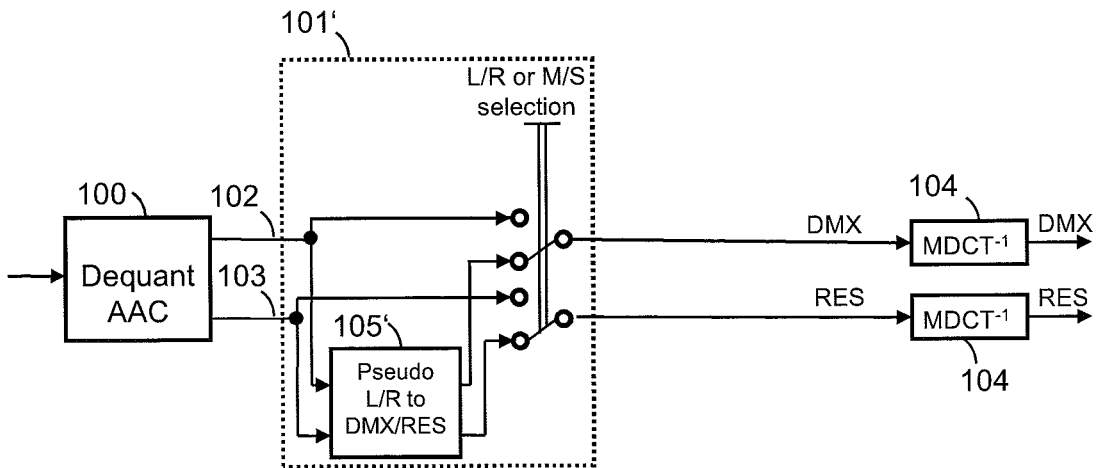 101‘
L/R or M/S
selection
100
102
104
DMX
DMX
MDCT-1
Dequant
AAC
103
RES
RES
MDCT-1
105‘
104
Pseudo
L/R to
DMX/RES